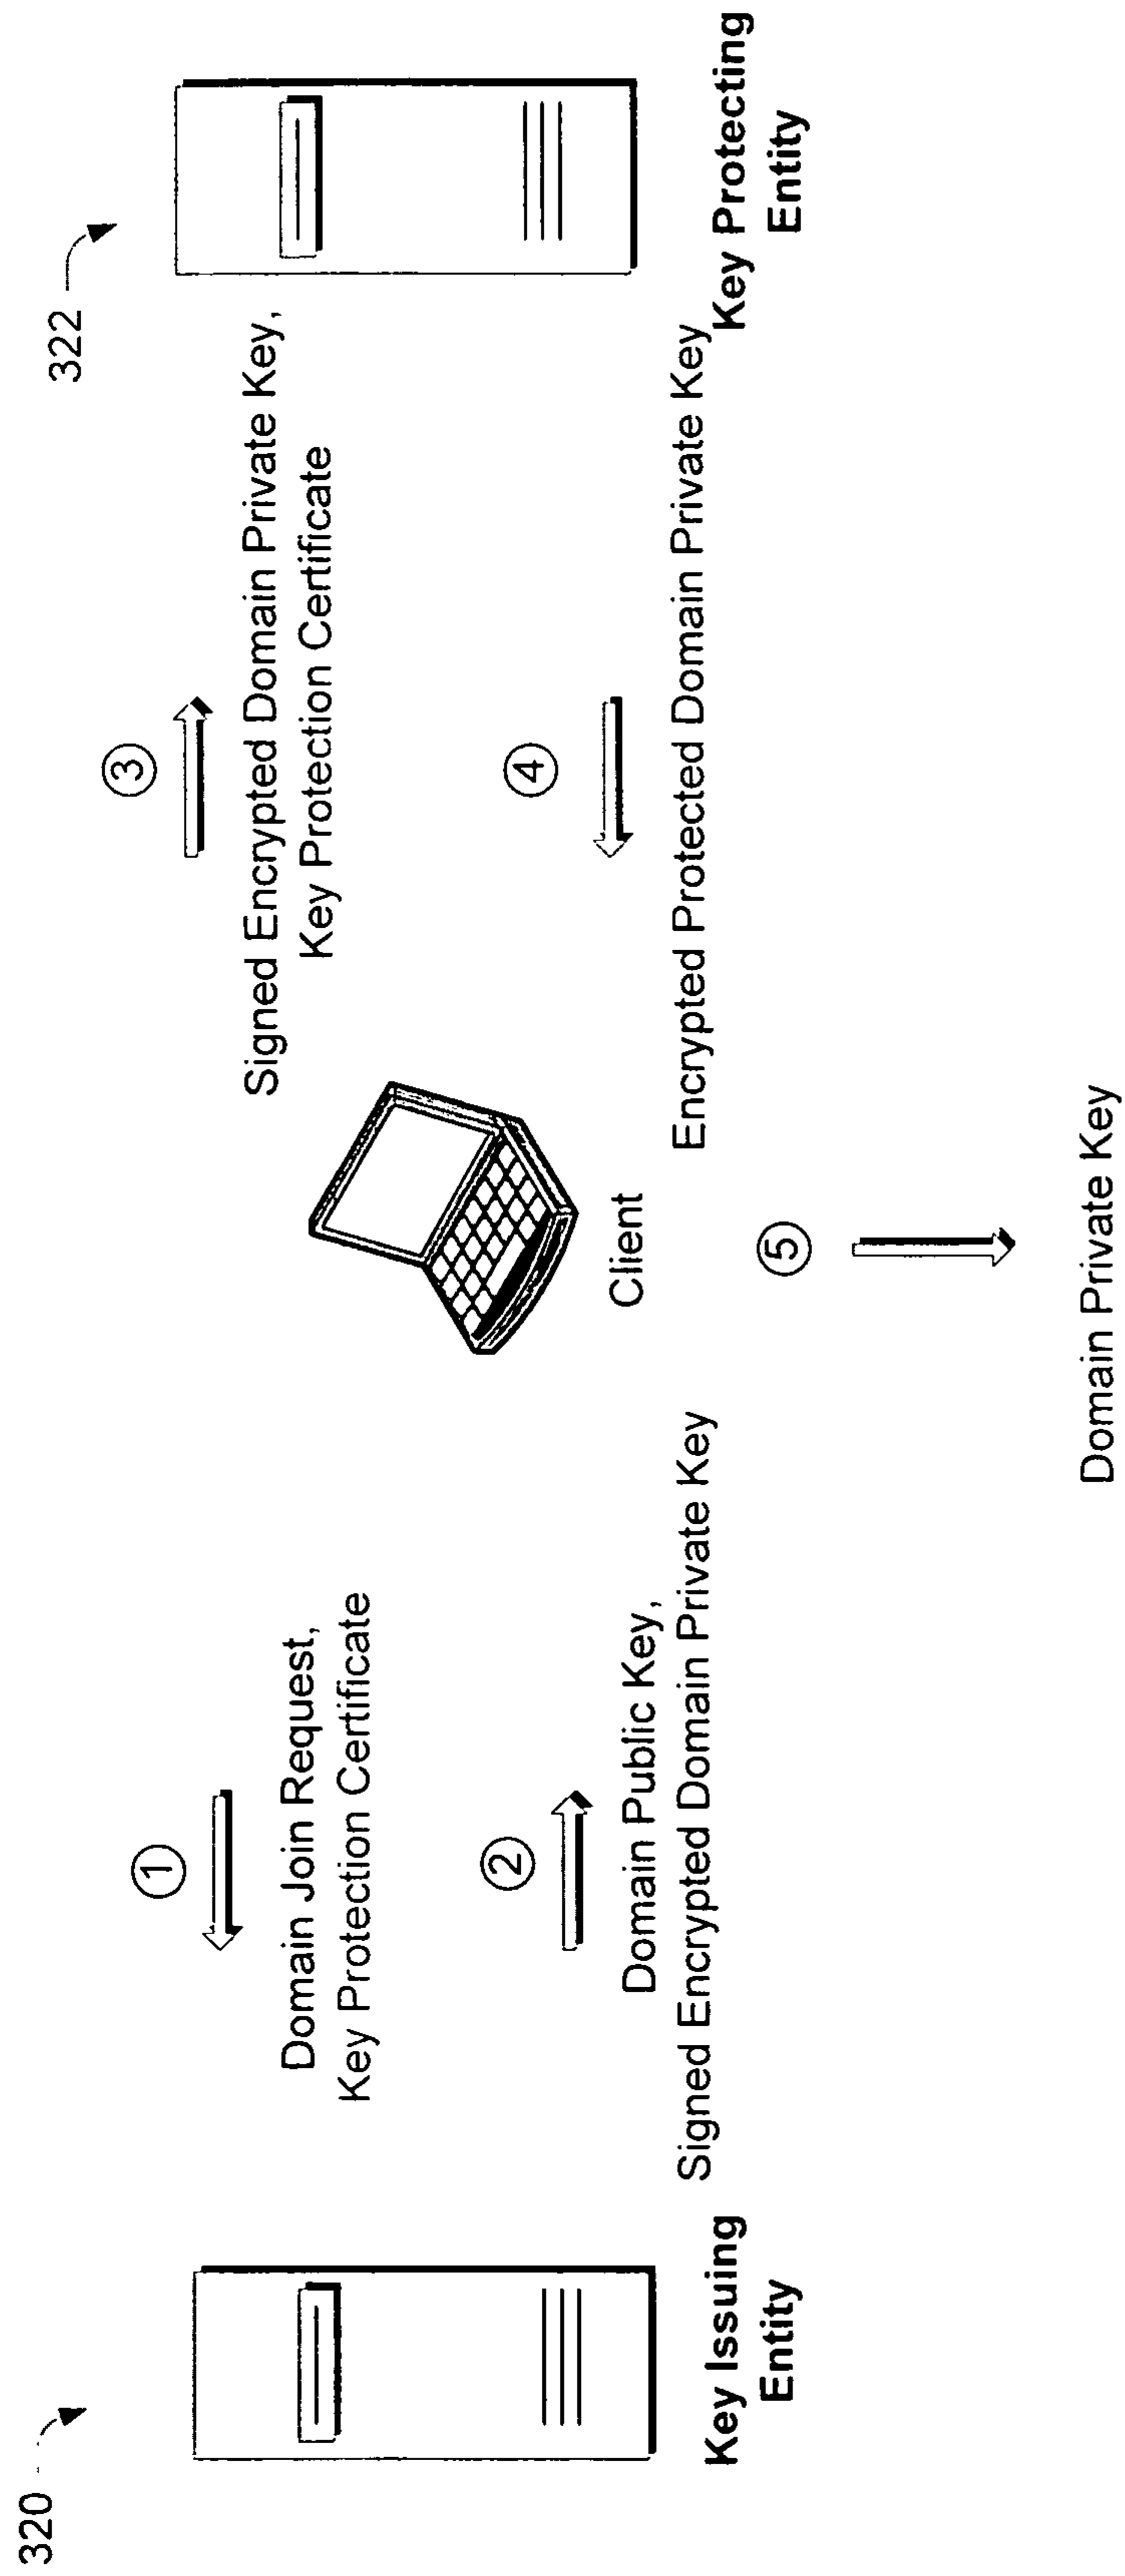 320
Key Issuing
Entity
1
Domain Join Request,
Key Protection Certificate
2
Domain Public Key,
Signed Encrypted Domain Private Key
Client
5
Domain Private Key
3
Signed Encrypted Domain Private Key,
Key Protection Certificate
4
Encrypted Protected Domain Private Key
322
Key Protecting
Entity